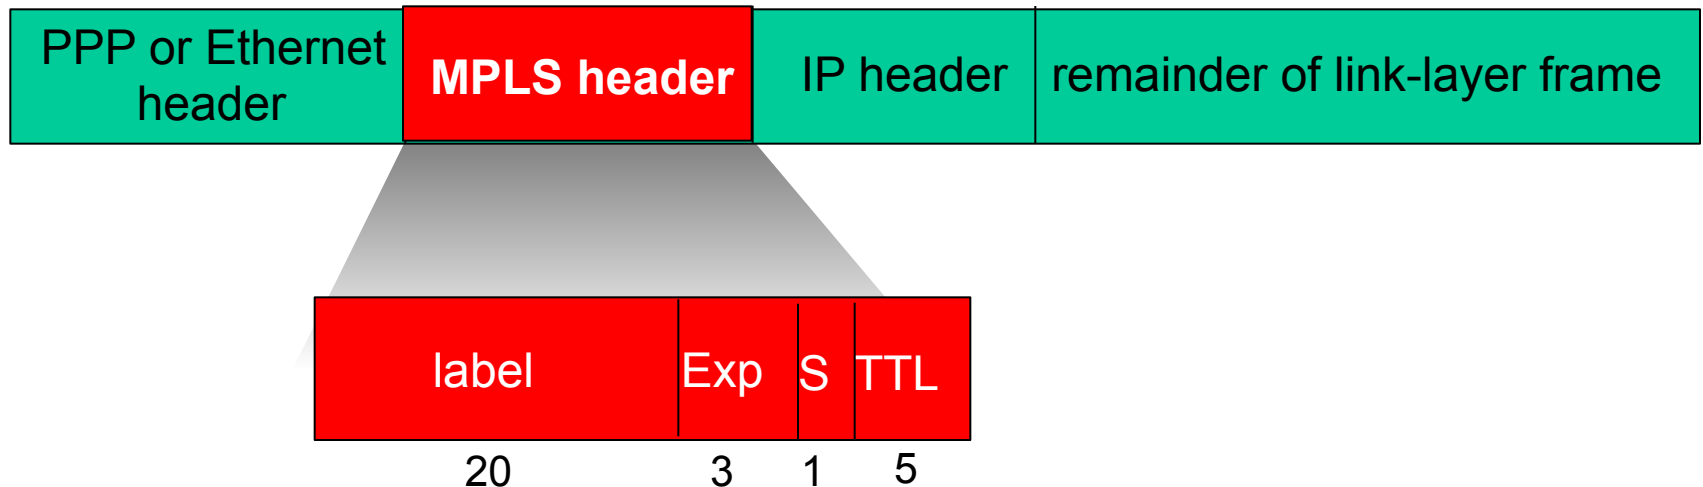 PPP or Ethernet
header
MPLS header
IP header
remainder of link-layer frame
label
Exp
S
TTL
20
3
1
5